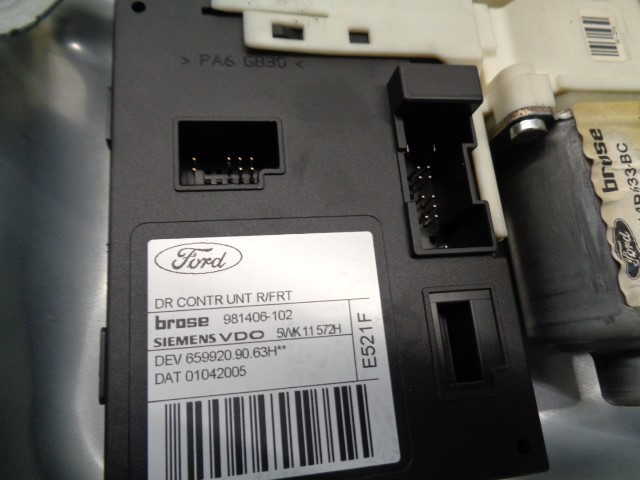 > PA6 GB30 <
Ford
DR CONTR UNT R/FRT
brose 981406-102
SIEMENS VDO 5WK11572H
DEV 659920.90.63H**
DAT 01042005
E521F
brose
Ford